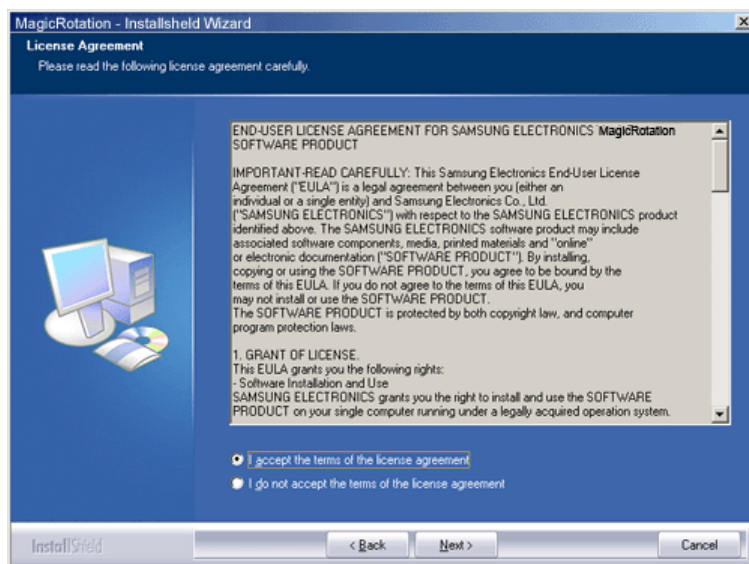 MagicRotation - Installshield Wizard
License Agreement
Please read the following license agreement carefully.
END-USER LICENSE AGREEMENT FOR SAMSUNG ELECTRONICS MagicRotation
SOFTWARE PRODUCT
IMPORTANT-READ CAREFULLY: This Samsung Electronics End-User License
Agreement ("EULA") is a legal agreement between you (either an
individual or a single entity) and Samsung Electronics Co., Ltd.
("SAMSUNG ELECTRONICS") with respect to the SAMSUNG ELECTRONICS product
identified above. The SAMSUNG ELECTRONICS software product may include
associated software components, media, printed materials and "online"
or electronic documentation ("SOFTWARE PRODUCT"). By installing,
copying or using the SOFTWARE PRODUCT, you agree to be bound by the
terms of this EULA. If you do not agree to the terms of this EULA, you
may not install or use the SOFTWARE PRODUCT.
The SOFTWARE PRODUCT is protected by both copyright law, and computer
program protection laws.
1. GRANT OF LICENSE.
This EULA grants you the following rights:
- Software Installation and Use
SAMSUNG ELECTRONICS grants you the right to install and use the SOFTWARE
PRODUCT on your single computer running under a legally acquired operation system.
I accept the terms of the license agreement
I do not accept the terms of the license agreement
InstallShield
< Back
Next >
Cancel